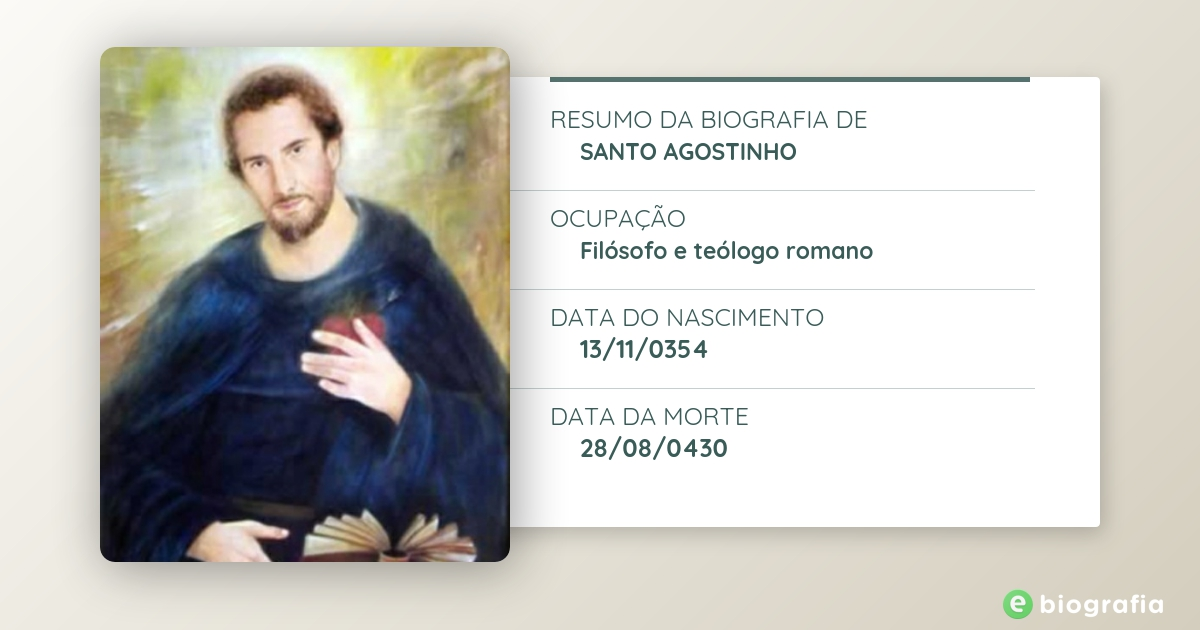 RESUMO DA BIOGRAFIA DE
SANTO AGOSTINHO
OCUPAÇÃO
Filósofo e teólogo romano
DATA DO NASCIMENTO
13/11/0354
DATA DA MORTE
28/08/0430
e biografia